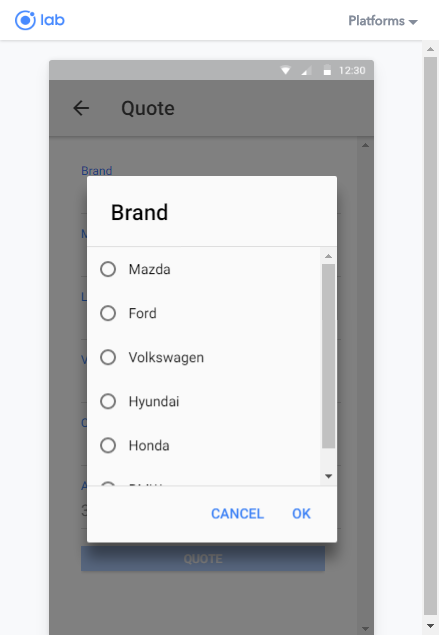 lab
Platforms
12:30
Quote
Brand
Brand
Mazda
Ford
Volkswagen
Hyundai
Honda
CANCEL OK
QUOTE